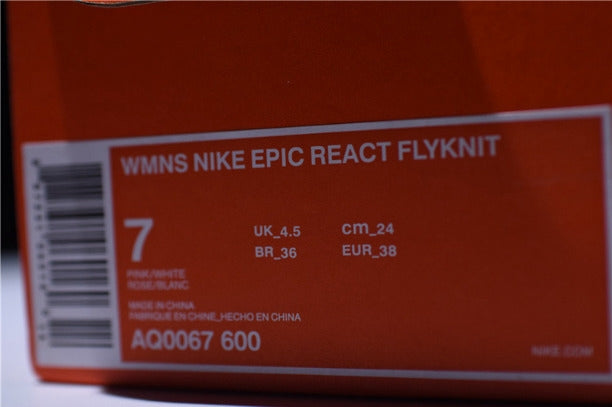 WMNS NIKE EPIC REACT FLYKNIT
7
UK_4.5 cm_24
BR_36 EUR_38
PINK/WHITE
ROSE/BLANC
MADE IN CHINA
FABRIQUE EN CHINE_HECHO EN CHINA
AQ0067 600
NIKE.COM